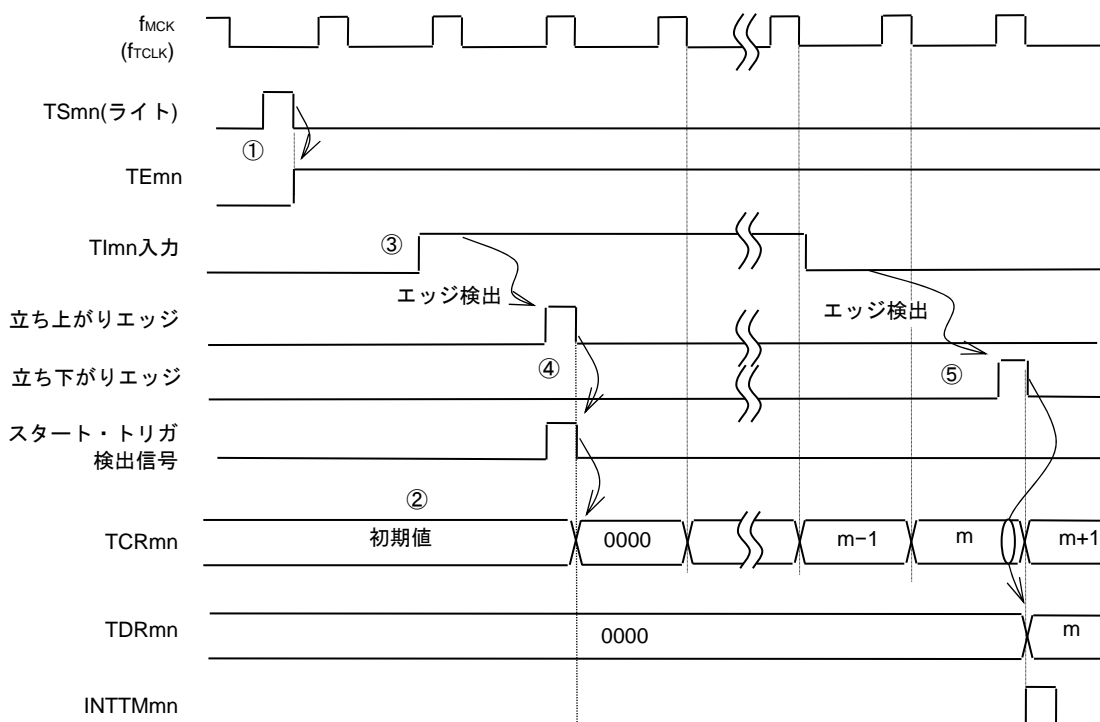 fMCK
(fTCLK)
TSmn(ライト)
①
TEmn
TImn入力
③
エッジ検出
エッジ検出
立ち上がりエッジ
④
⑤
立ち下がりエッジ
スタート・トリガ
検出信号
②
TCRmn
初期値
0000
m−1
m
m+1
TDRmn
0000
m
INTTMmn